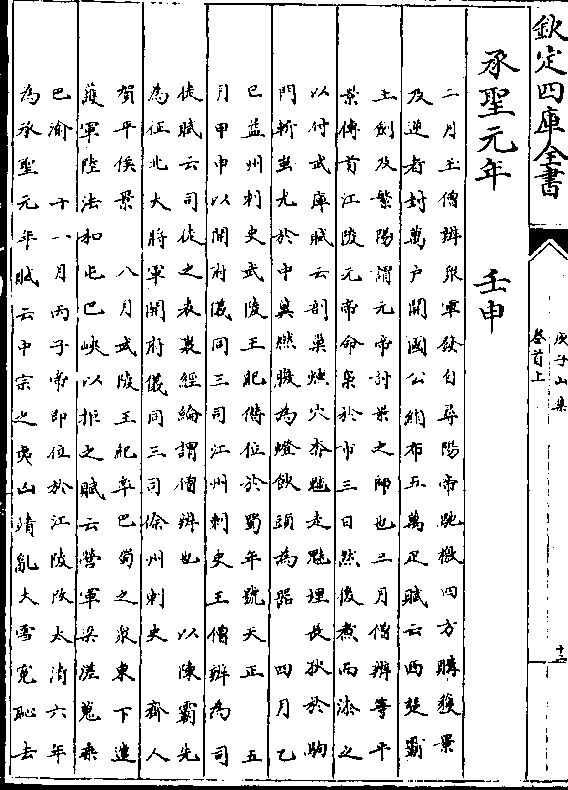 欽定四庫全書
庾子山集
卷首上
十二
承聖元年　　壬申
二月王僧辨衆軍發自尋陽帝馳檄四方購獲景
及逆者封萬户開國公絹布五萬疋賦云西楚霸
王劍及繁陽謂元帝討景之師也三月僧辨等平
景傳首江陵元帝命梟於市三日然後煮而漆之
以付武庫賦云剖巢燻穴奔魑走魅埋長狄於駒
門斬蚩尤於中冀燃腹為燈飲頭為器　四月乙
巳益州刺史武陵王紀僭位於蜀年號天正　五
月甲申以開府儀同三司江州刺史王僧辨為司
徒賦云司徒之表裏經綸謂僧辨也　以陳霸先
為征北大將軍開府儀同三司徐州刺史　齊人
賀平侯景　八月武陵王紀率巴蜀之衆東下遣
護軍陸法和屯巴峽以拒之賦云營軍梁溠蒐乘
巴渝　十一月丙子帝即位於江陵改太清六年
為承聖元年賦云中宗之夷凶靖亂大雪寃恥去